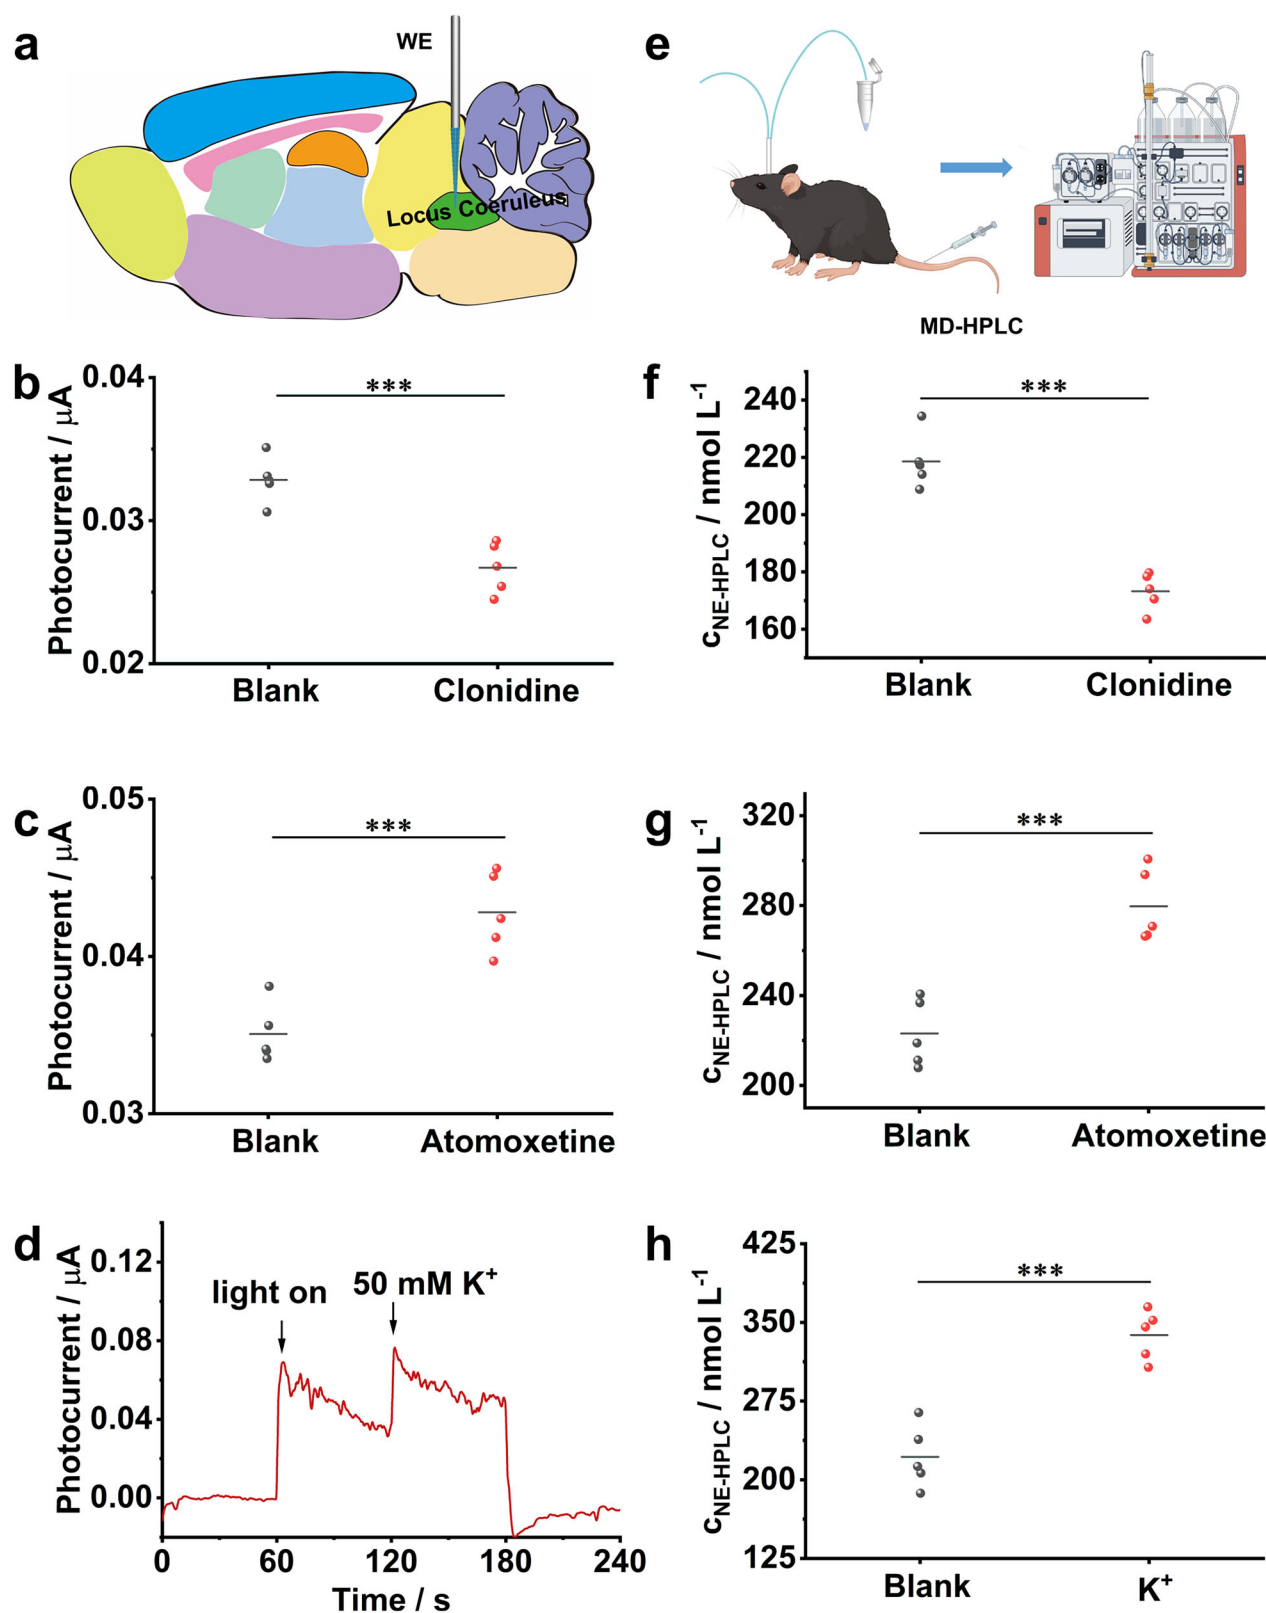 a
WE
Locus Coeruleus
e
MD-HPLC
b
Photocurrent / μA
0.04
0.03
0.02
***
Blank
Clonidine
f
c_NE-HPLC / nmol L⁻¹
240
220
200
180
160
***
Blank
Clonidine
c
Photocurrent / μA
0.05
0.04
0.03
***
Blank
Atomoxetine
g
c_NE-HPLC / nmol L⁻¹
320
280
240
200
***
Blank
Atomoxetine
d
Photocurrent / μA
0.12
0.08
0.04
0.00
light on
50 mM K⁺
0 60 120 180 240
Time / s
h
c_NE-HPLC / nmol L⁻¹
425
350
275
200
125
***
Blank
K⁺